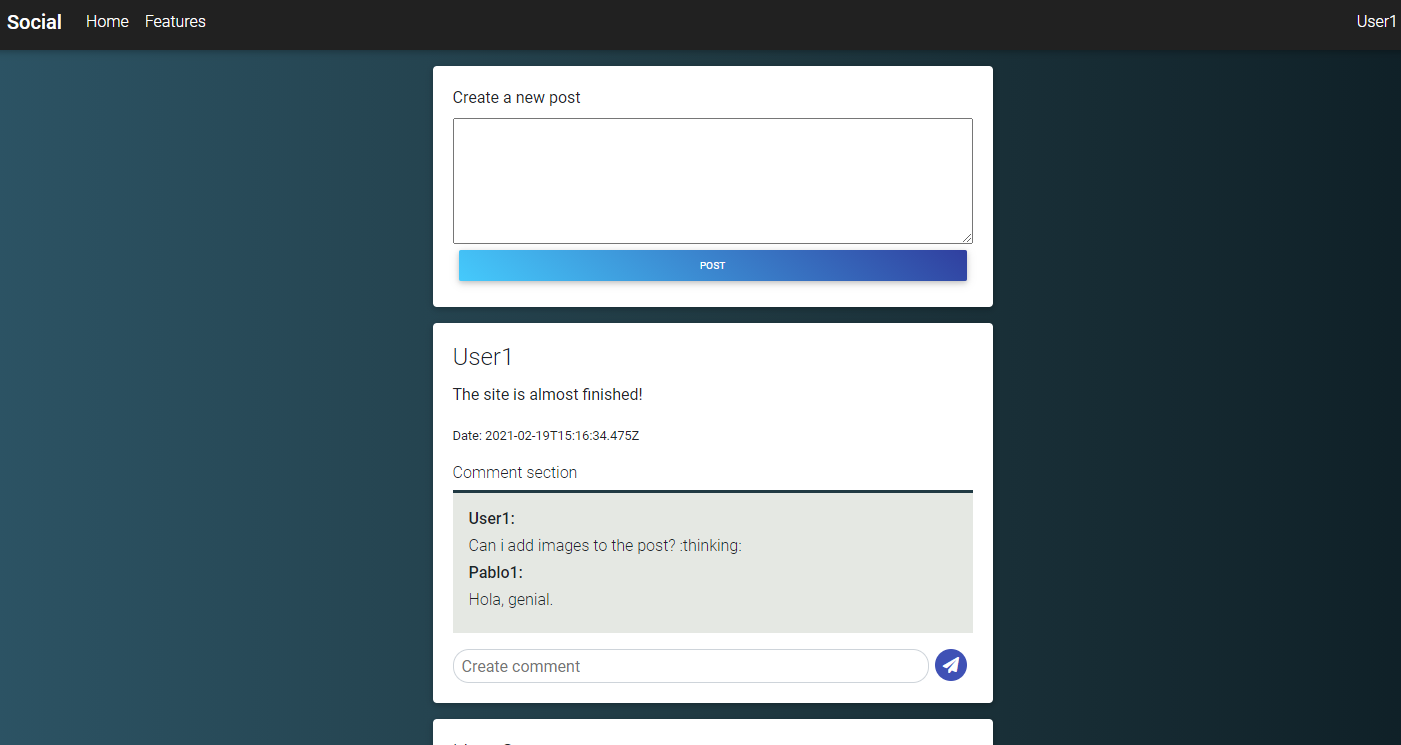 Social Home Features User1
Create a new post
POST
User1
The site is almost finished!
Date: 2021-02-19T15:16:34.475Z
Comment section
User1:
Can i add images to the post? :thinking:
Pablo1:
Hola, genial.
Create comment